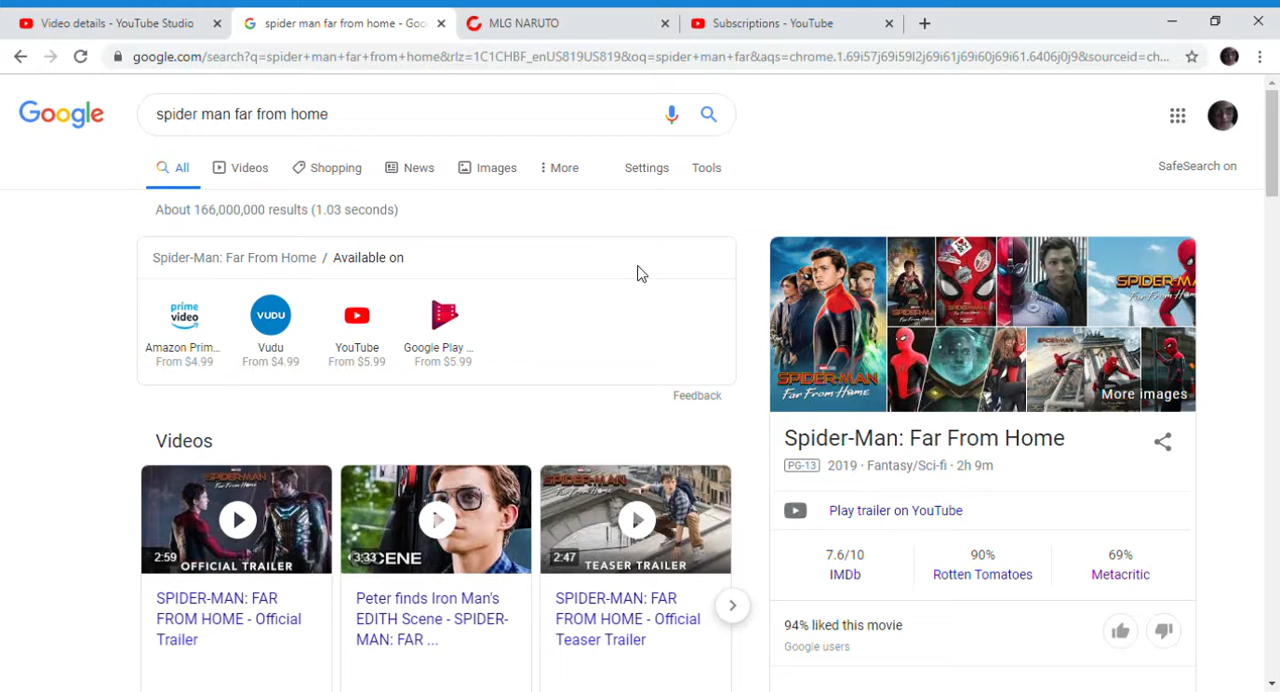 Video details - YouTube Studio
spider man far from home - Goo
MLG NARUTO
Subscriptions - YouTube
google.com/search?q=spider+man+far+from+home&rlz=1C1CHBF_enUS819US819&oq=spider+man+far&aqs=chrome.1.69i57j69i59l2j69i61j69i60j69i61.6406j0j9&sourceid=ch...
Google
spider man far from home
All
Videos
Shopping
News
Images
More
Settings
Tools
SafeSearch on
About 166,000,000 results (1.03 seconds)
Spider-Man: Far From Home / Available on
prime video
Amazon Prim...
From $4.99
VUDU
Vudu
From $4.99
YouTube
From $5.99
Google Play ...
From $5.99
Feedback
Videos
SPIDER-MAN
2:59
OFFICIAL TRAILER
SPIDER-MAN: FAR
FROM HOME - Official
Trailer
3:33
CENE
Peter finds Iron Man's
EDITH Scene - SPIDER-
MAN: FAR ...
SPIDER-MAN
2:47
TEASER TRAILER
SPIDER-MAN: FAR
FROM HOME - Official
Teaser Trailer
SPIDER-MAN
Far From Home
More images
Spider-Man: Far From Home
PG-13 2019 · Fantasy/Sci-fi · 2h 9m
Play trailer on YouTube
7.6/10
IMDb
90%
Rotten Tomatoes
69%
Metacritic
94% liked this movie
Google users